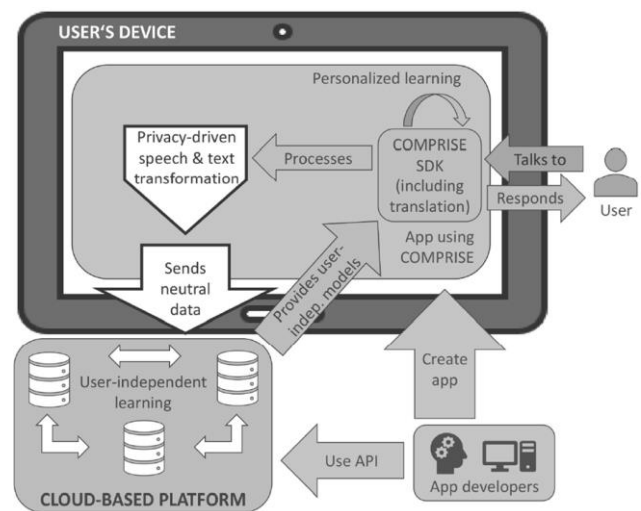 USER'S DEVICE
Personalized learning
Privacy-driven
speech & text
transformation
Processes
COMPRISE
SDK
(including
translation)
Talks to
Responds
User
App using
COMPRISE
Sends
neutral
data
Provides user-
indep. models
User-independent
learning
CLOUD-BASED PLATFORM
Create
app
Use API
App developers